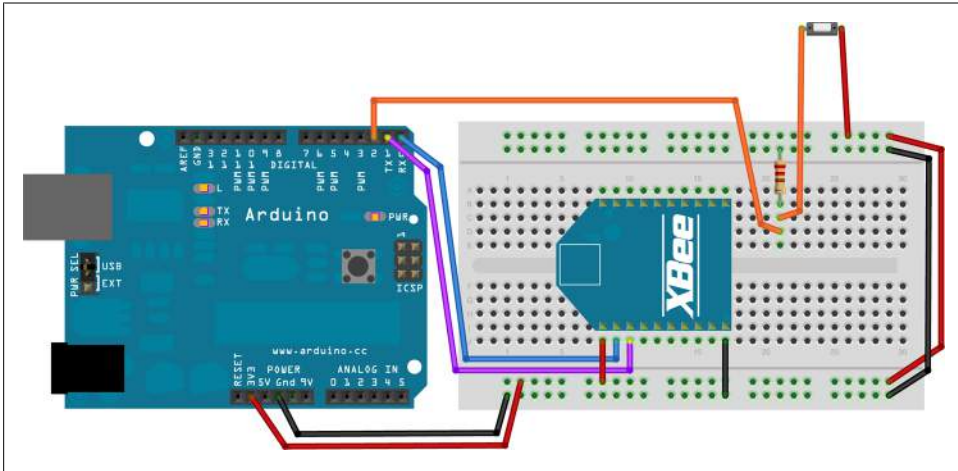 AREF
GND
13
12
11
10
9
8
7
6
5
4
3
2
1
0
PWM
PWM
PWM
PWM
PWM
PWM
TX
RX
DIGITAL
L
TX
RX
Arduino
PWR
1
ICSP
PWR SEL
USB
EXT
www.arduino.cc
POWER
ANALOG IN
RESET
3V3
5V
Gnd
9V
0 1 2 3 4 5
XBee